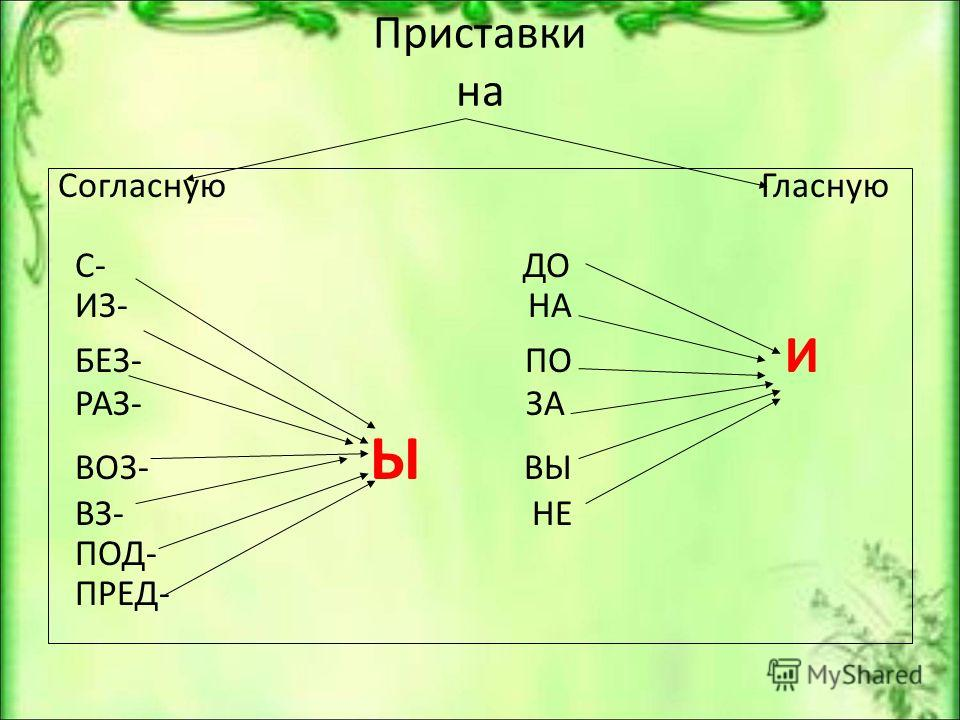 Приставки
на
Согласную Гласную
С- ДО
ИЗ- НА
БЕЗ- ПО И
РАЗ- ЗА
ВОЗ- Ы ВЫ
ВЗ- НЕ
ПОД-
ПРЕД-
MyShared